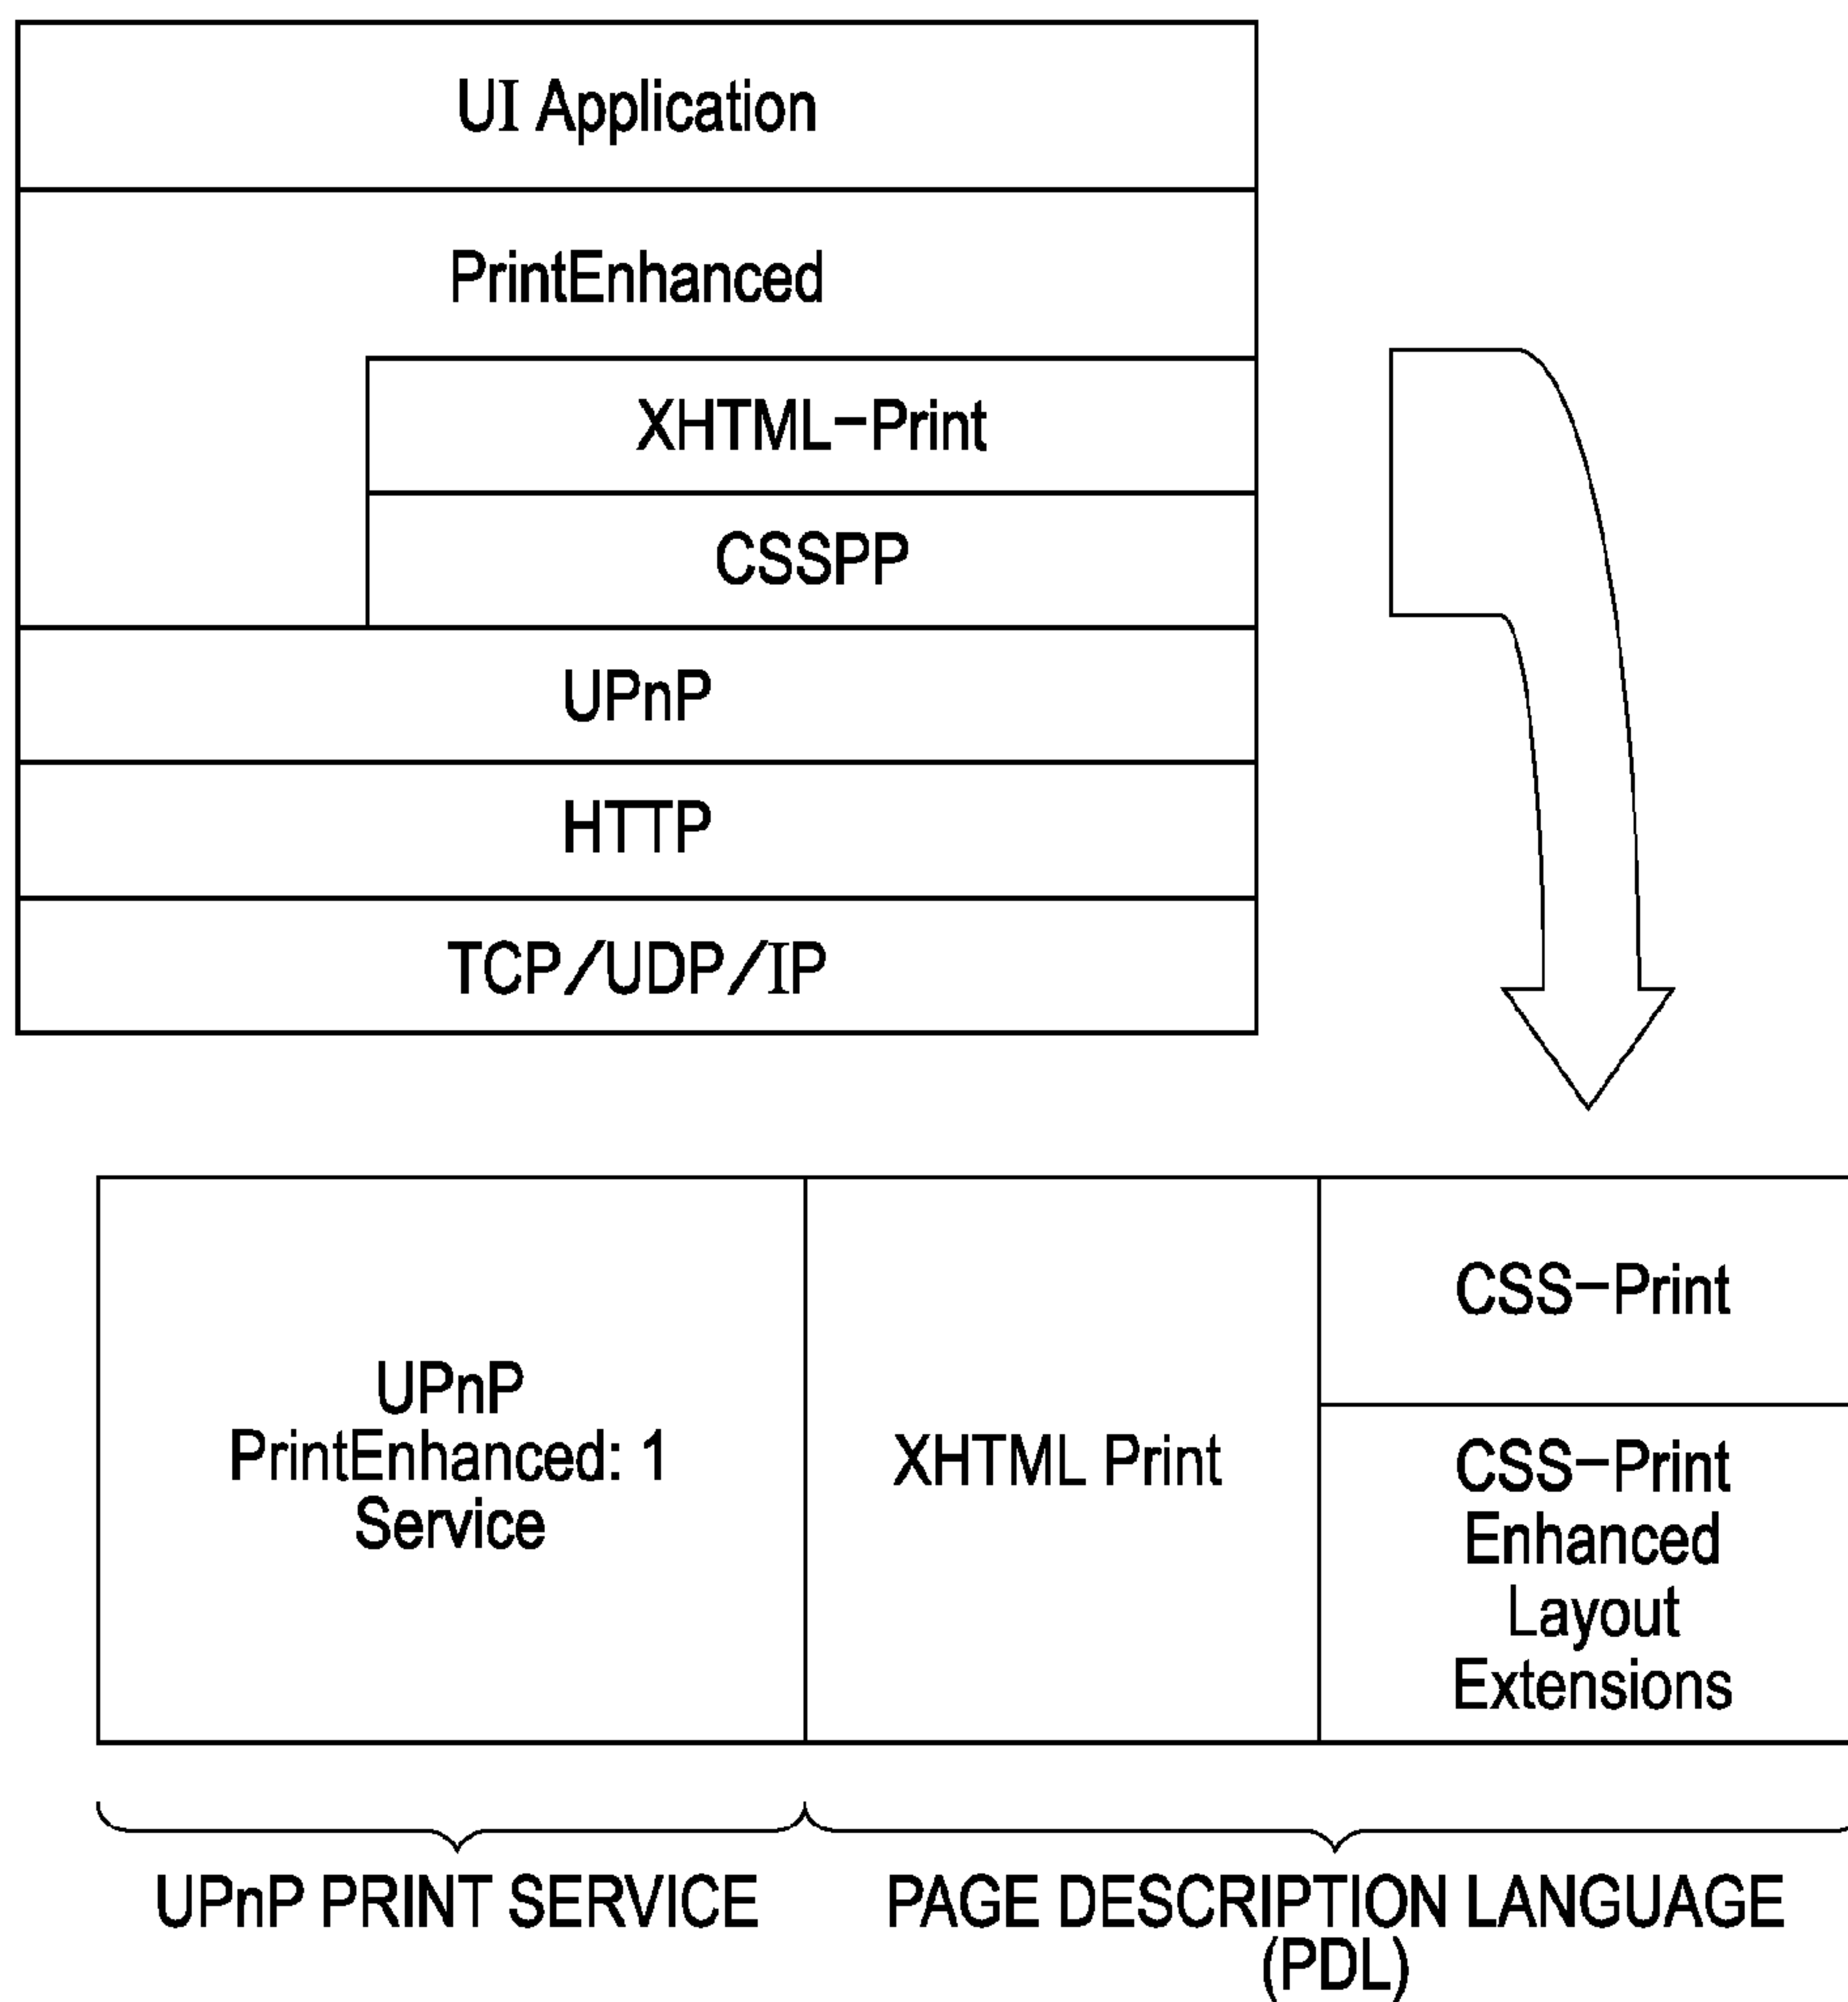 UI Application
PrintEnhanced
XHTML-Print
CSSPP
UPnP
HTTP
TCP/UDP/IP
UPnP
PrintEnhanced: 1
Service
XHTML Print
CSS-Print
CSS-Print
Enhanced
Layout
Extensions
UPnP PRINT SERVICE
PAGE DESCRIPTION LANGUAGE
(PDL)